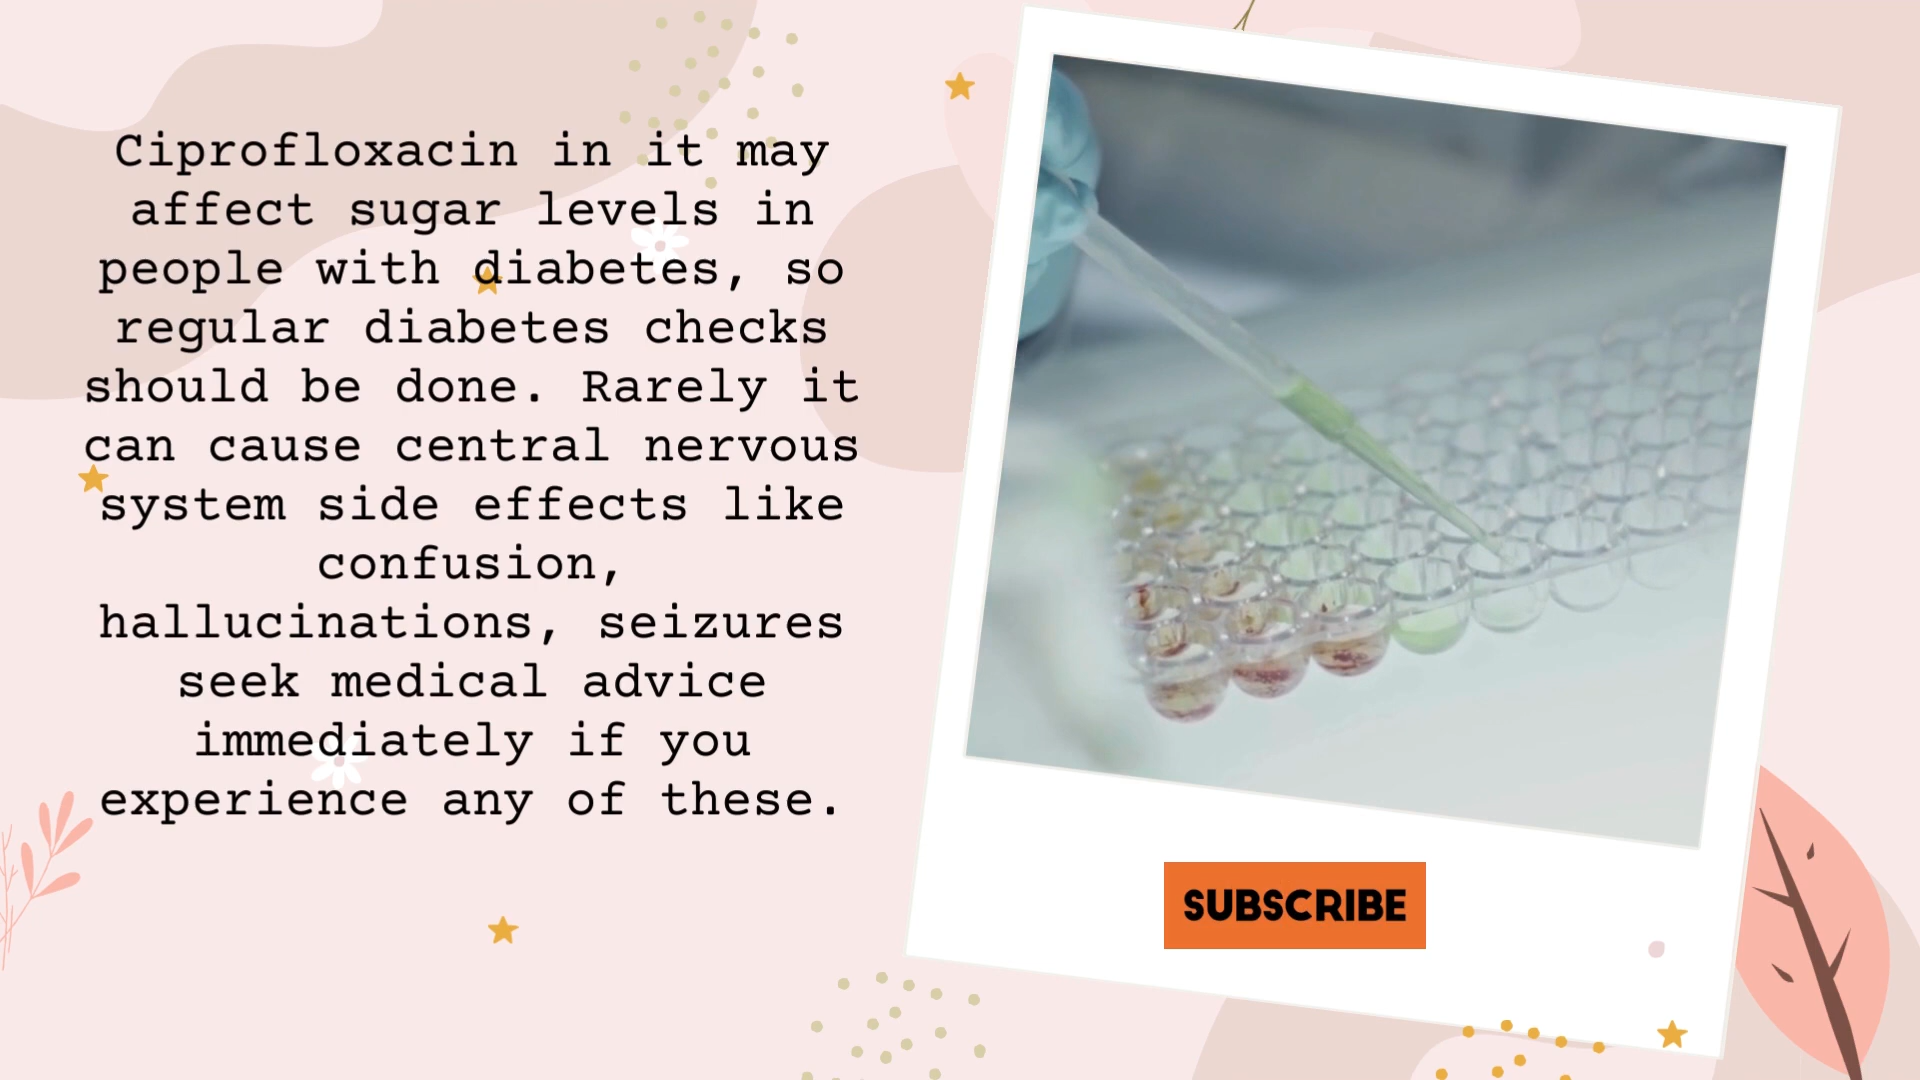 Ciprofloxacin in it may
affect sugar levels in
people with diabetes, so
regular diabetes checks
should be done. Rarely it
can cause central nervous
system side effects like
confusion,
hallucinations, seizures
seek medical advice
immediately if you
experience any of these.
SUBSCRIBE